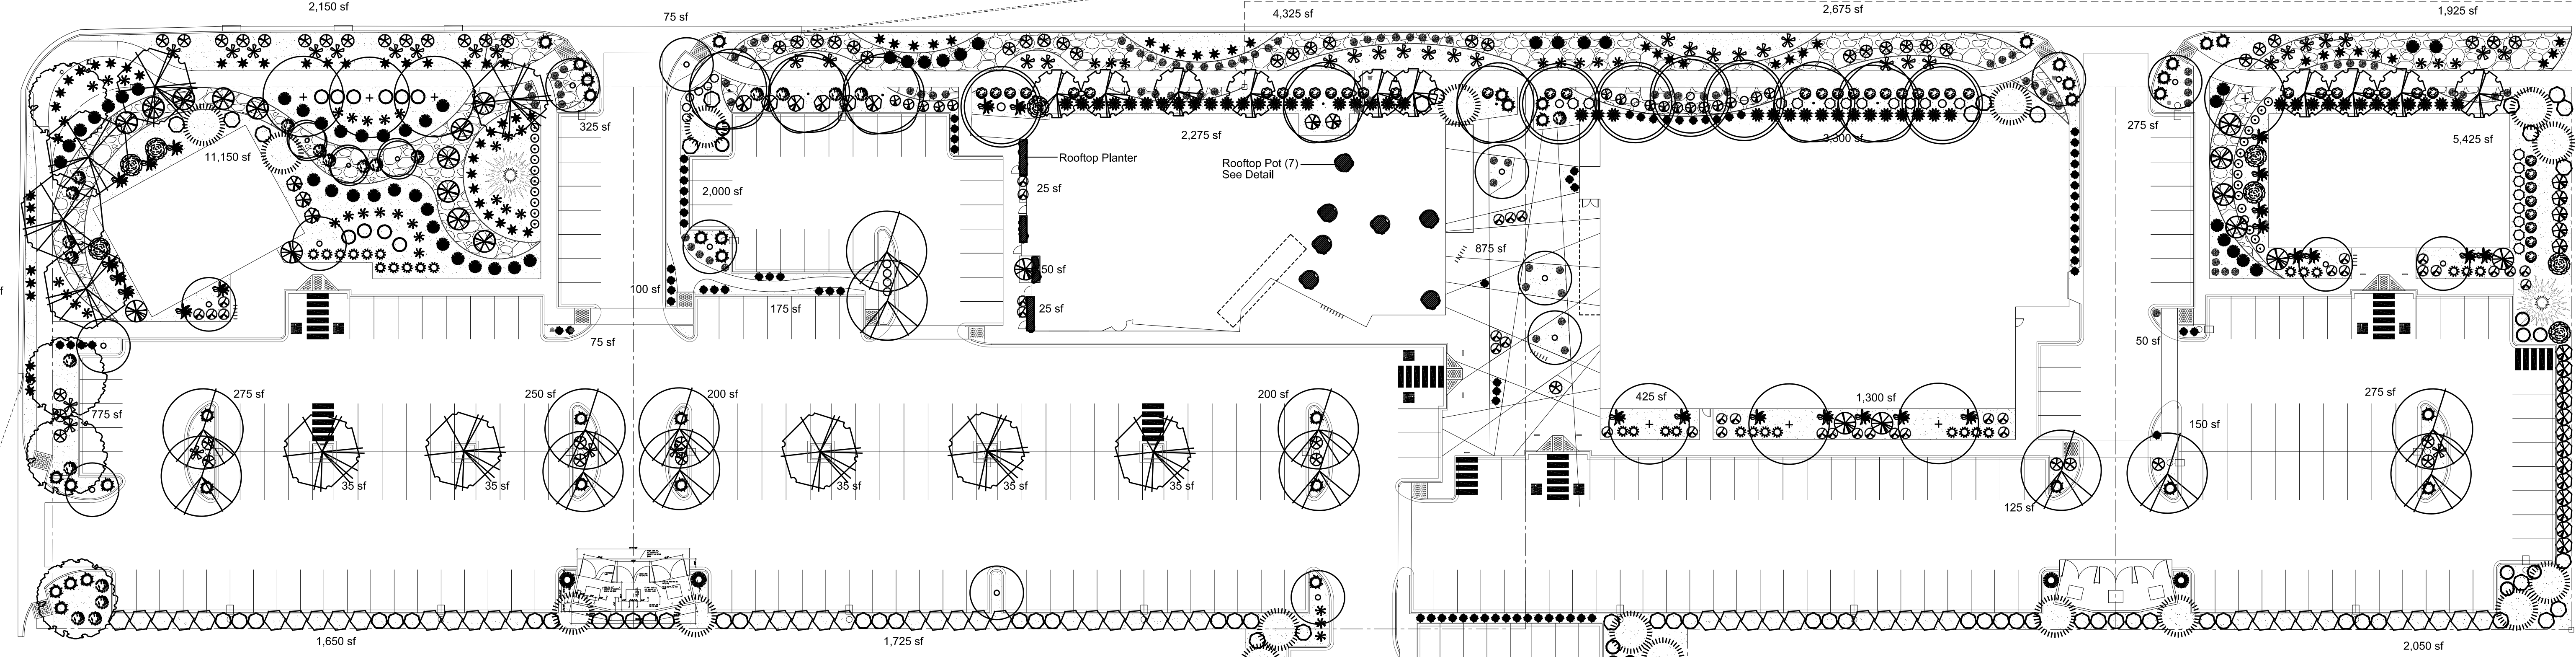 2,150 sf
75 sf
4,325 sf
2,675 sf
1,925 sf
325 sf
11,150 sf
2,275 sf
3,300 sf
275 sf
5,425 sf
Rooftop Planter
Rooftop Pot (7)
See Detail
2,000 sf
25 sf
875 sf
50 sf
100 sf
f
175 sf
25 sf
75 sf
50 sf
275 sf
250 sf
200 sf
200 sf
425 sf
1,300 sf
275 sf
775 sf
150 sf
35 sf
35 sf
35 sf
35 sf
35 sf
125 sf
1,650 sf
1,725 sf
2,050 sf